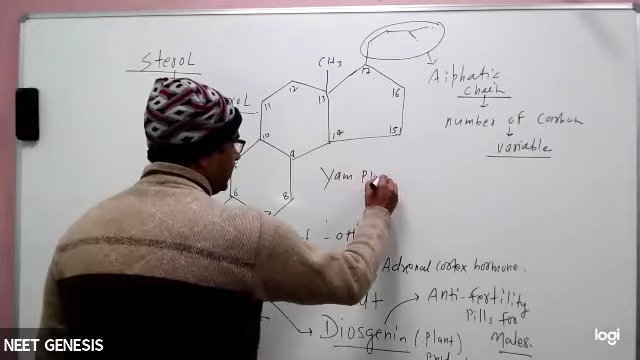 Sterol
CH3
12
11
13
17
16
10
14
15
9
8
6
Aiphatic
chain
number of Carbon
variable
Yam Pl
Adrenal cortex hormone.
Diosgenin (Plant)
Anti-fertility
Pills for
Males.
NEET GENESIS
logi